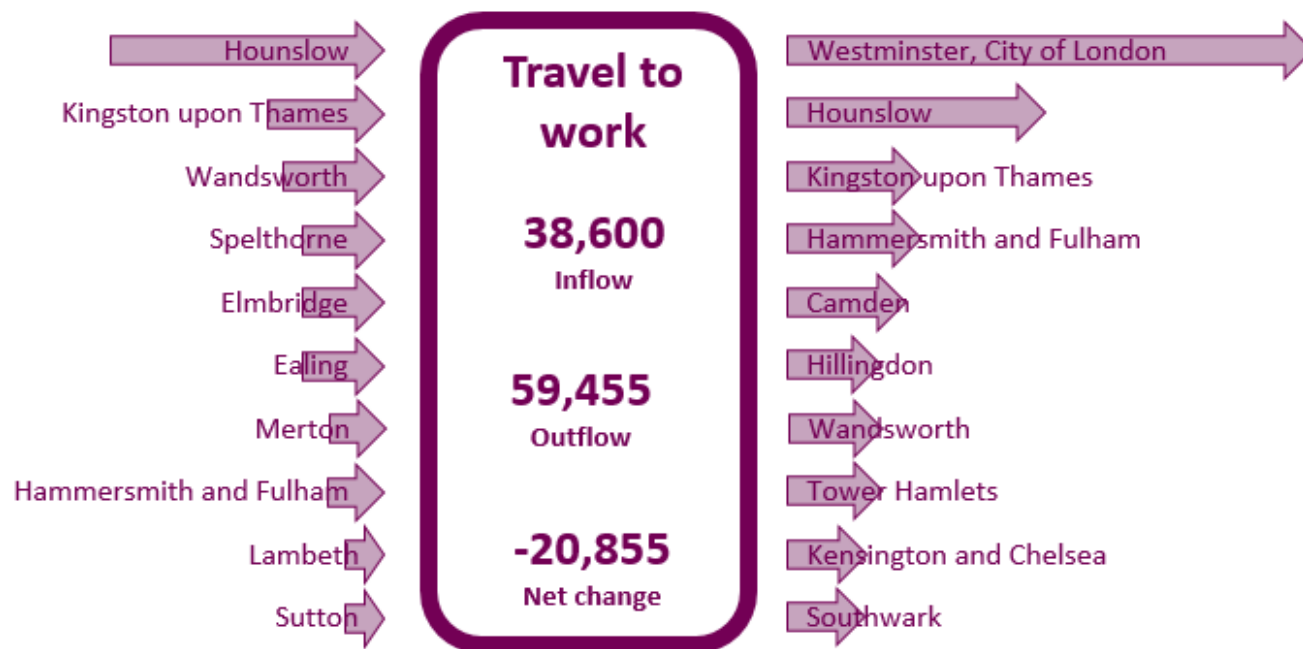 Hounslow
Kingston upon Thames
Wandsworth
Spelthorne
Elmbridge
Ealing
Merton
Hammersmith and Fulham
Lambeth
Sutton
Travel to
work
38,600
Inflow
59,455
Outflow
-20,855
Net change
Westminster, City of London
Hounslow
Kingston upon Thames
Hammersmith and Fulham
Camden
Hillingdon
Wandsworth
Tower Hamlets
Kensington and Chelsea
Southwark